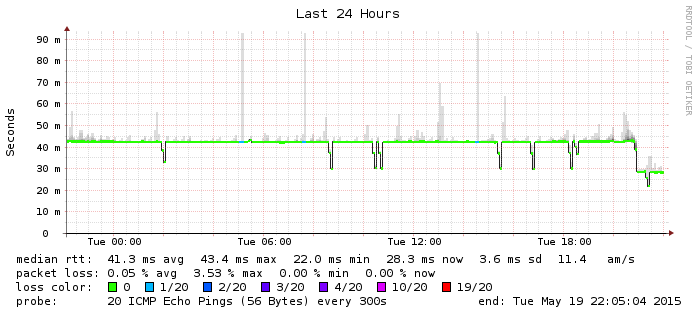 Last 24 Hours
RRDTOOL / TOBI OETIKER
Seconds
90 m
80 m
70 m
60 m
50 m
40 m
30 m
20 m
10 m
0
Tue 00:00 Tue 06:00 Tue 12:00 Tue 18:00
median rtt: 41.3 ms avg 43.4 ms max 22.0 ms min 28.3 ms now 3.6 ms sd 11.4 am/s
packet loss: 0.05 % avg 3.53 % max 0.00 % min 0.00 % now
loss color: 0 1/20 2/20 3/20 4/20 10/20 19/20
probe: 20 ICMP Echo Pings (56 Bytes) every 300s end: Tue May 19 22:05:04 2015